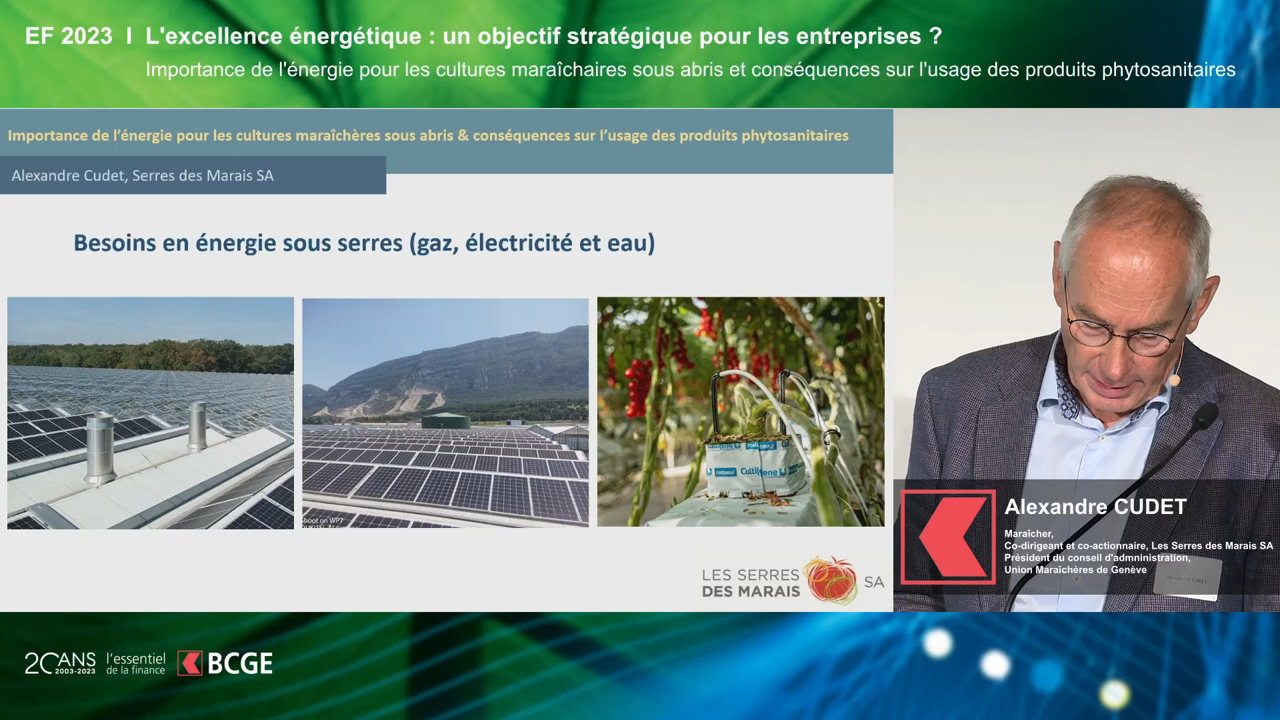 EF 2023 I L'excellence énergétique : un objectif stratégique pour les entreprises ?
Importance de l'énergie pour les cultures maraîchaires sous abris et conséquences sur l'usage des produits phytosanitaires
Importance de l'énergie pour les cultures maraîchères sous abris & conséquences sur l'usage des produits phytosanitaires
Alexandre Cudet, Serres des Marais SA
Besoins en énergie sous serres (gaz, électricité et eau)
Cultilene
LES SERRES
DES MARAIS SA
Alexandre CUDET
Maraîcher,
Co-dirigeant et co-actionnaire, Les Serres des Marais SA
Président du conseil d'admninistration,
Union Maraîchères de Genève
20 ANS
2003-2023
l'essentiel
de la finance
BCGE